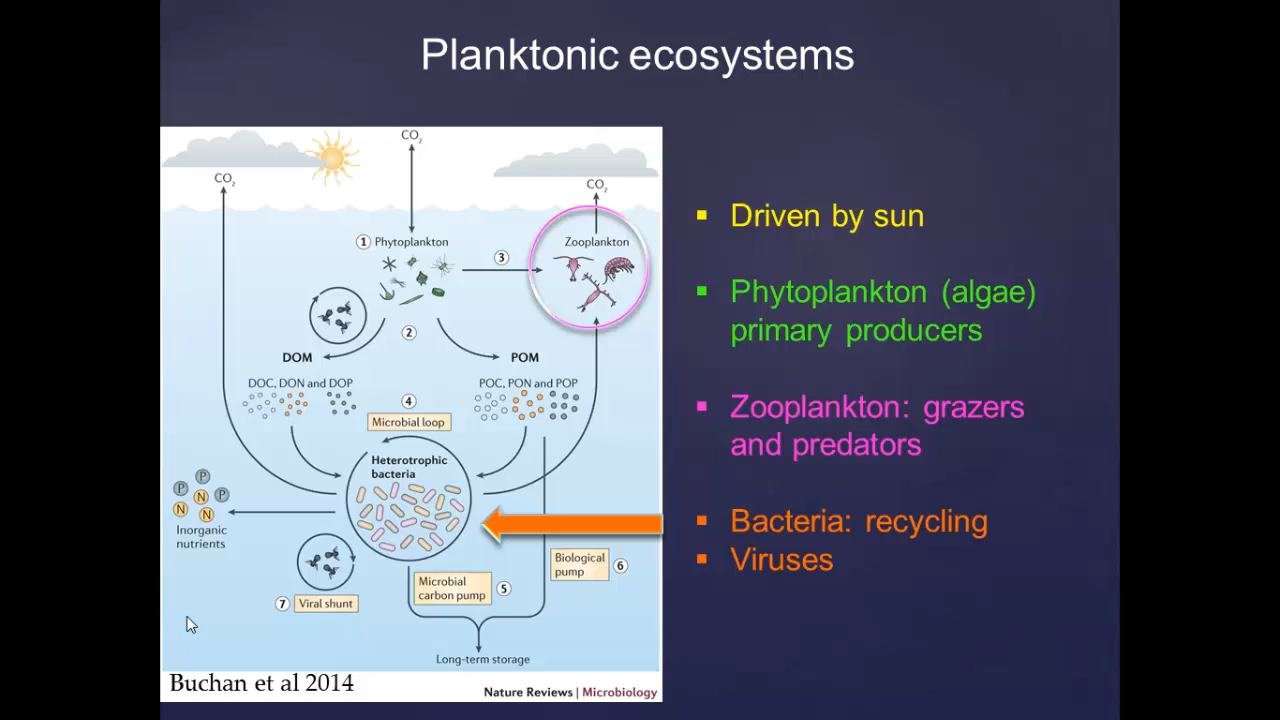 Planktonic ecosystems
CO2
CO2
CO2
1 Phytoplankton
3
Zooplankton
2
DOM
POM
DOC, DON and DOP
POC, PON and POP
4
Microbial loop
Heterotrophic
bacteria
P
P
N
P
N
N
Inorganic
nutrients
Biological
pump
6
Microbial
carbon pump
5
7 Viral shunt
Long-term storage
Buchan et al 2014
Nature Reviews | Microbiology
▪ Driven by sun
▪ Phytoplankton (algae)
primary producers
▪ Zooplankton: grazers
and predators
▪ Bacteria: recycling
▪ Viruses